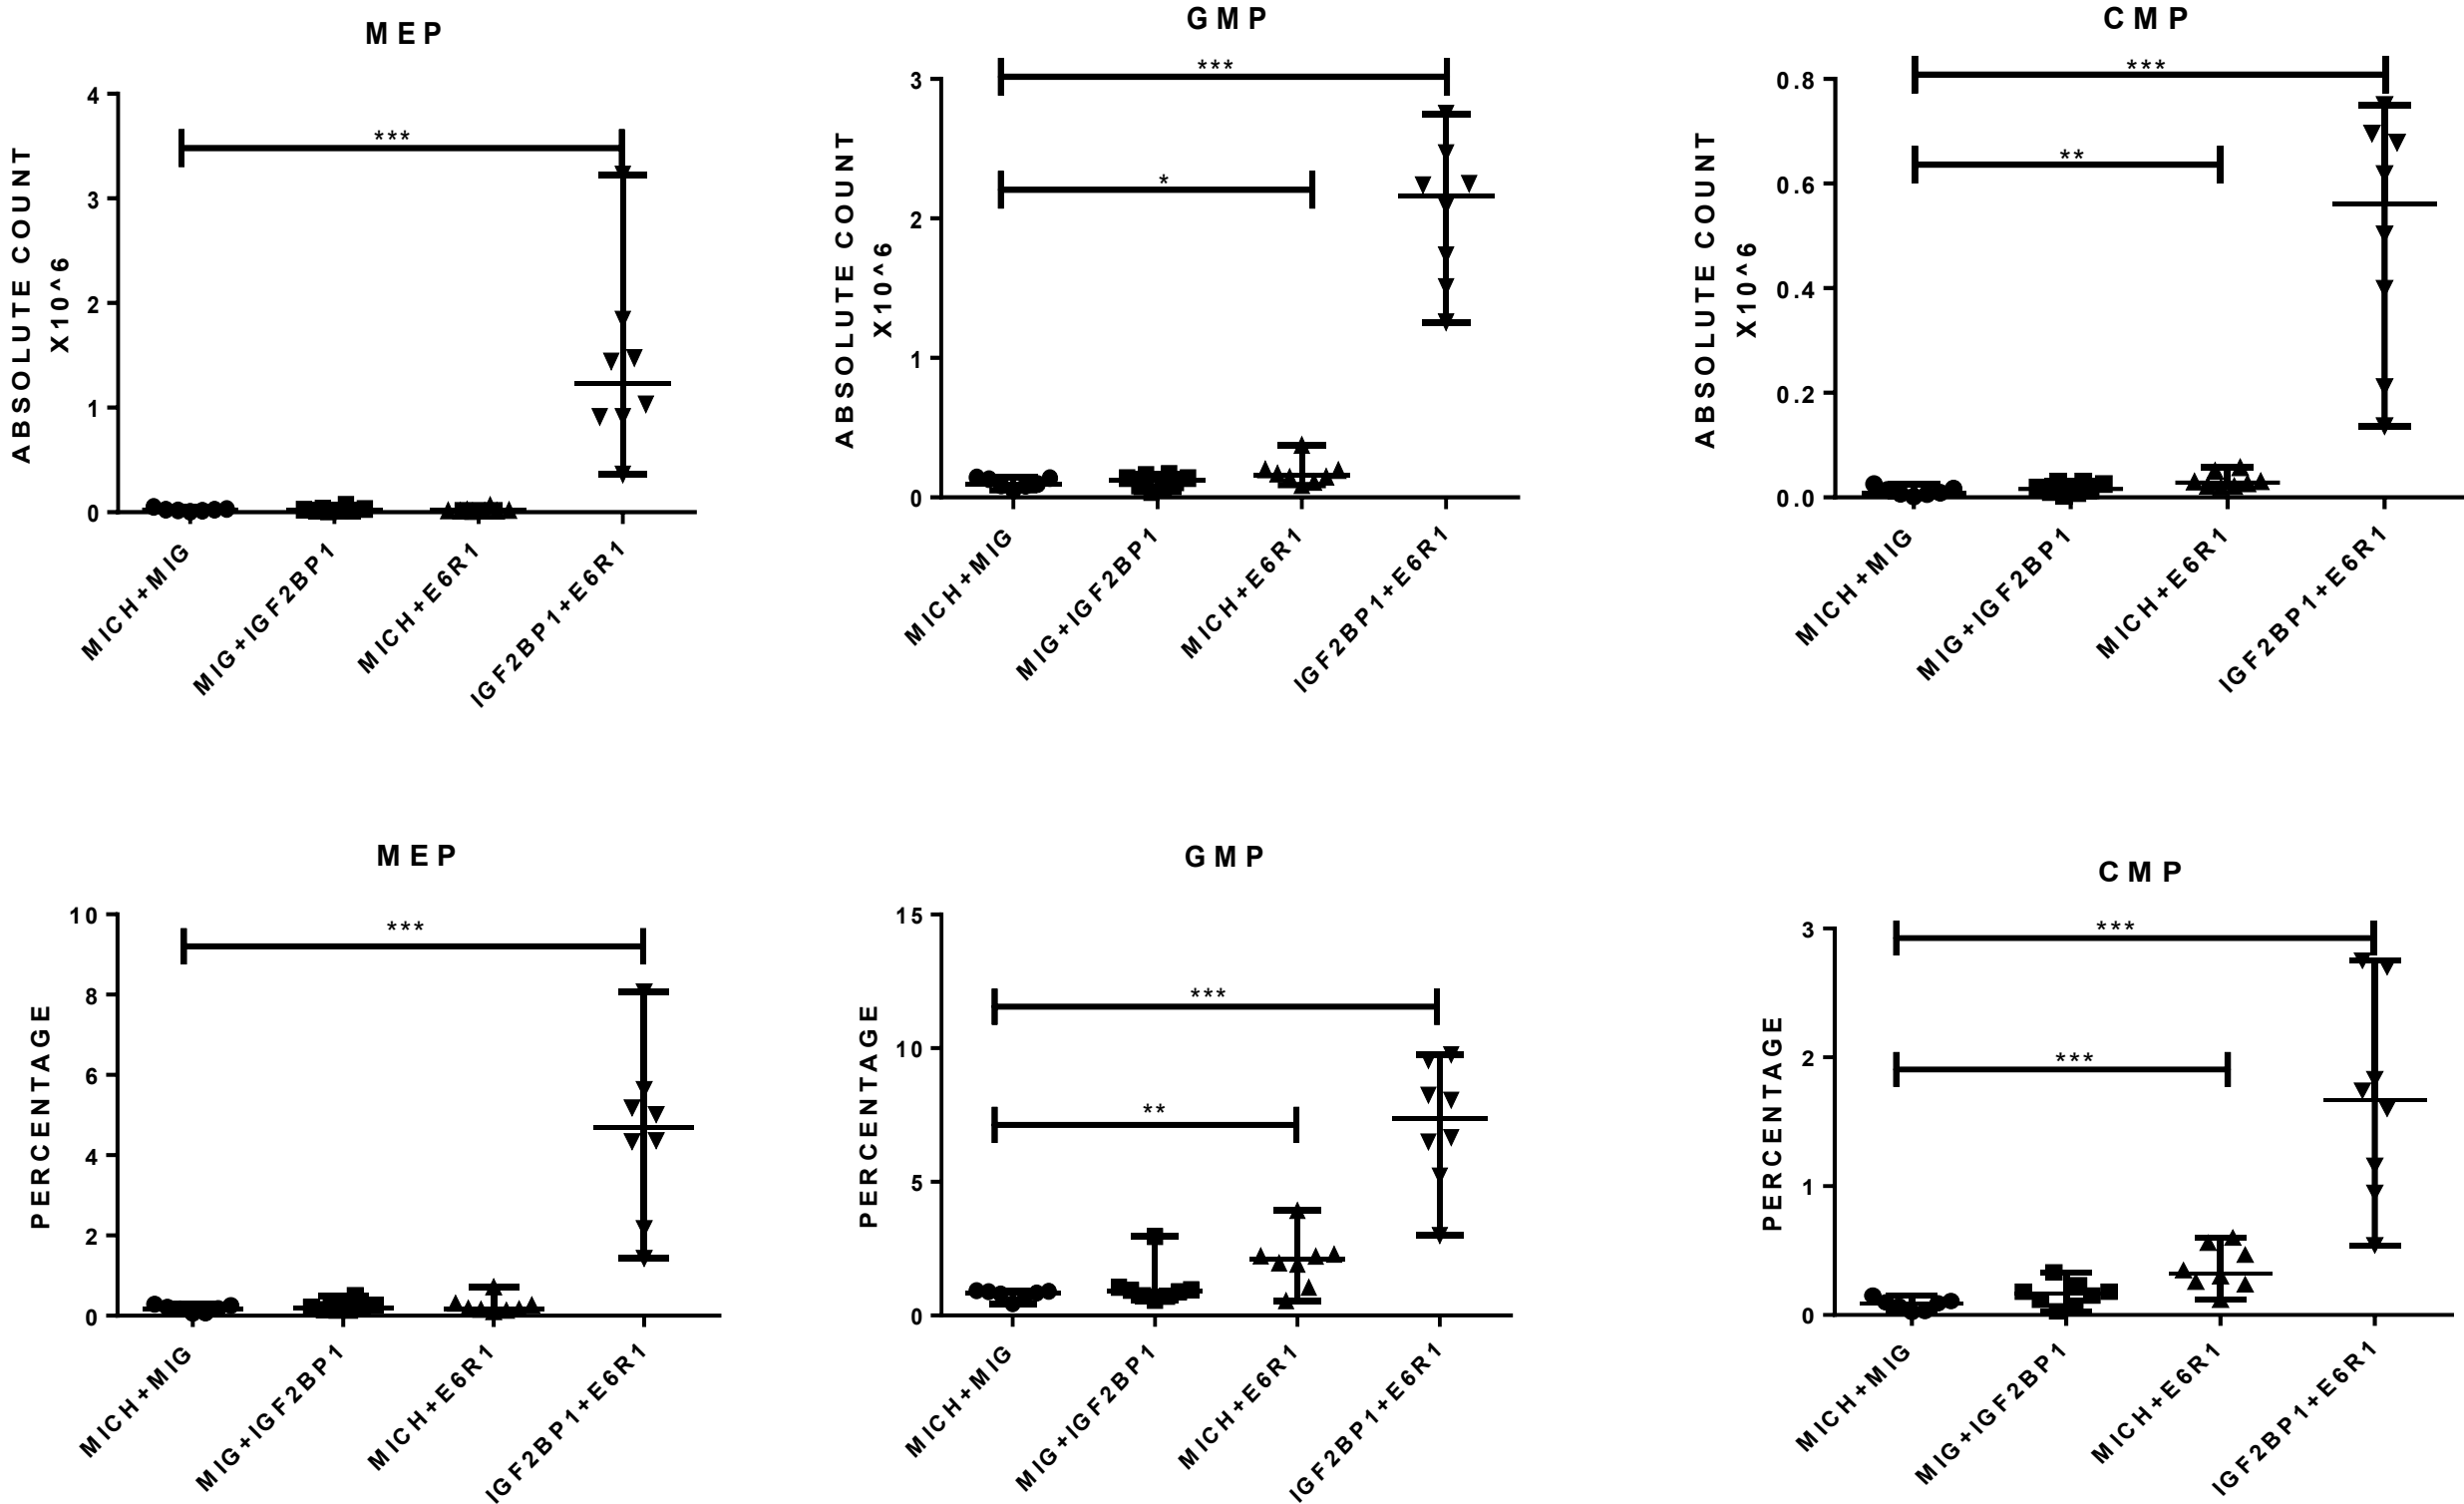 MEP
***
4
3
2
1
0
ABSOLUTE COUNT
X10^6
MICH+MIG
MIG+IGF2BP1
MICH+E6R1
IGF2BP1+E6R1
GMP
***
*
3
2
1
0
ABSOLUTE COUNT
X10^6
MICH+MIG
MIG+IGF2BP1
MICH+E6R1
IGF2BP1+E6R1
CMP
***
**
0.8
0.6
0.4
0.2
0.0
ABSOLUTE COUNT
X10^6
MICH+MIG
MIG+IGF2BP1
MICH+E6R1
IGF2BP1+E6R1
MEP
***
10
8
6
4
2
0
PERCENTAGE
MICH+MIG
MIG+IGF2BP1
MICH+E6R1
IGF2BP1+E6R1
GMP
***
**
15
10
5
0
PERCENTAGE
MICH+MIG
MIG+IGF2BP1
MICH+E6R1
IGF2BP1+E6R1
CMP
***
***
3
2
1
0
PERCENTAGE
MICH+MIG
MIG+IGF2BP1
MICH+E6R1
IGF2BP1+E6R1